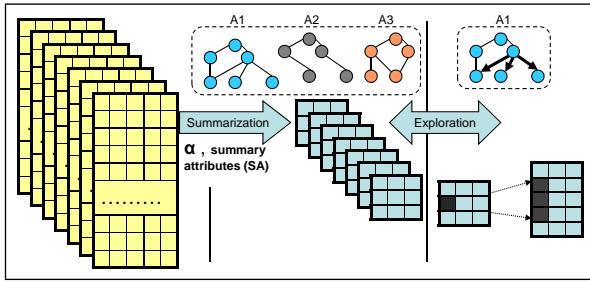 A1 A2 A3 A1
Summarization Exploration
α , summary
attributes (SA)
.........